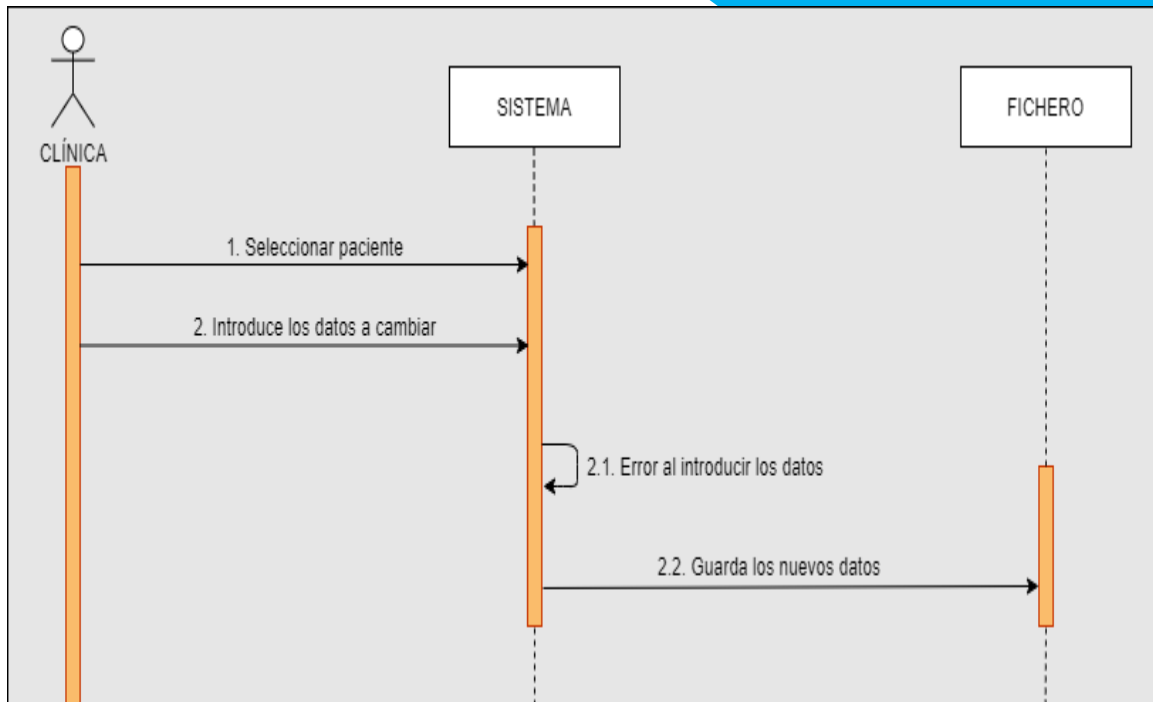 CLÍNICA
SISTEMA
FICHERO
1. Seleccionar paciente
2. Introduce los datos a cambiar
2.1. Error al introducir los datos
2.2. Guarda los nuevos datos